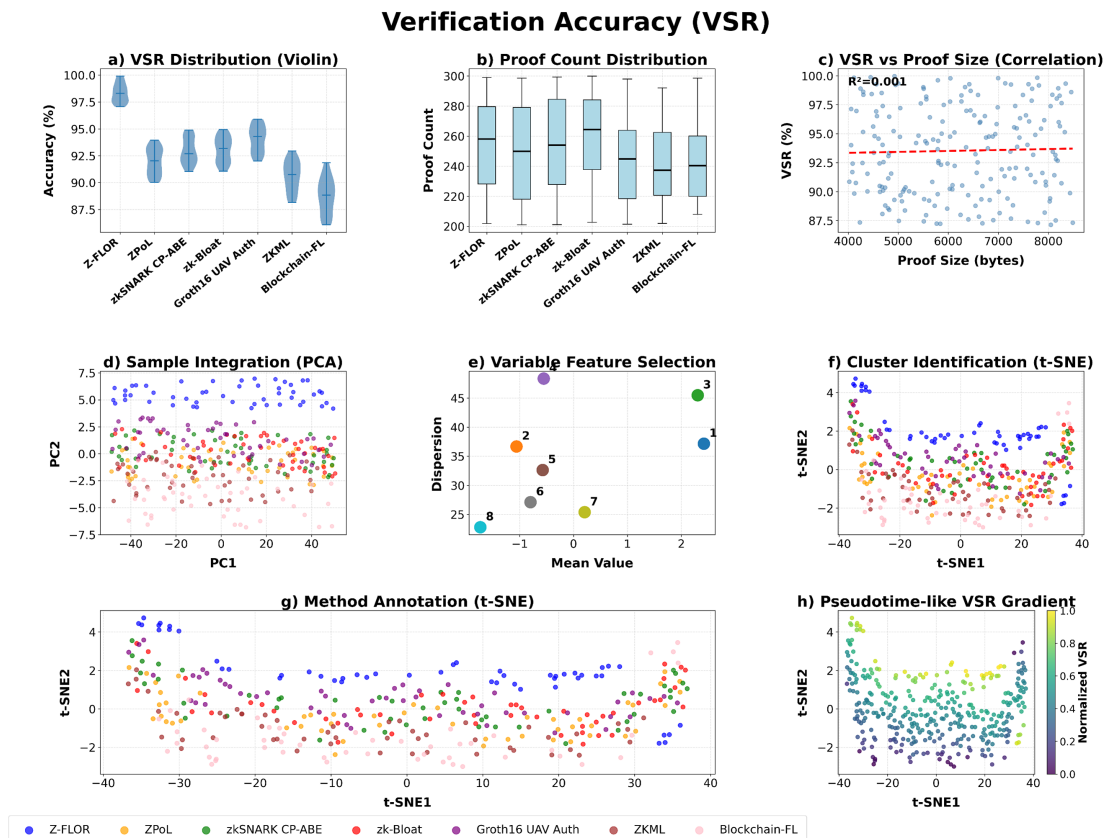 Verification Accuracy (VSR)
a) VSR Distribution (Violin)
Accuracy (%)
100.0
97.5
95.0
92.5
90.0
87.5
Z-FLOR
ZPoL
zkSNARK CP-ABE
zk-Bloat
Groth16 UAV Auth
ZKML
Blockchain-FL
b) Proof Count Distribution
Proof Count
300
280
260
240
220
200
Z-FLOR
ZPoL
zkSNARK CP-ABE
zk-Bloat
Groth16 UAV Auth
ZKML
Blockchain-FL
c) VSR vs Proof Size (Correlation)
R²=0.001
VSR (%)
100.0
97.5
95.0
92.5
90.0
87.5
4000 5000 6000 7000 8000
Proof Size (bytes)
d) Sample Integration (PCA)
PC2
7.5
5.0
2.5
0.0
−2.5
−5.0
−7.5
−40 −20 0 20 40
PC1
e) Variable Feature Selection
Dispersion
45
40
35
30
25
4
3
1
2
5
6
7
8
−1 0 1 2
Mean Value
f) Cluster Identification (t-SNE)
t-SNE2
4
2
0
−2
−40 −20 0 20 40
t-SNE1
g) Method Annotation (t-SNE)
t-SNE2
4
2
0
−2
−40 −30 −20 −10 0 10 20 30 40
t-SNE1
h) Pseudotime-like VSR Gradient
t-SNE2
4
2
0
−2
−40 −20 0 20 40
t-SNE1
1.0
0.8
0.6
0.4
0.2
0.0
Normalized VSR
Z-FLOR ZPoL zkSNARK CP-ABE zk-Bloat Groth16 UAV Auth ZKML Blockchain-FL